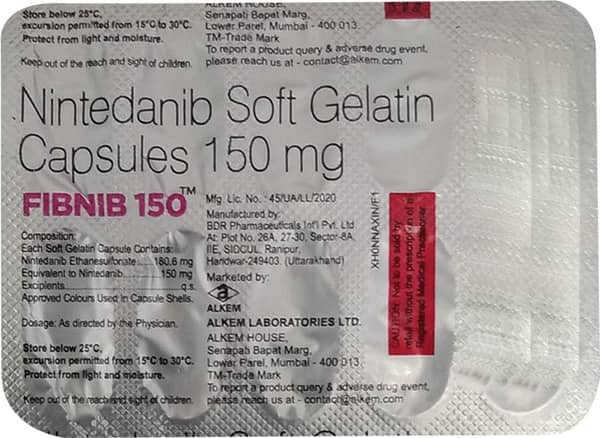 Store below 25°C,
excursion permitted from 15°C to 30°C.
Protect from light and moisture.
Keep out of the reach and sight of children.
ALKEM HOUSE,
Senapati Bapat Marg,
Lower Parel, Mumbai - 400 013.
TM-Trade Mark
To report a product query & adverse drug event,
please reach us at - contact@alkem.com
Nintedanib Soft Gelatin
Capsules 150 mg
FIBNIB 150™
Composition:
Each Soft Gelatin Capsule Contains:
Nintedanib Ethanesulfonate.........180.6 mg
Equivalent to Nintedanib...........150 mg
Excipients.................................q.s.
Approved Colours Used In Capsule Shells.
Dosage: As directed by the Physician.
Store below 25°C,
excursion permitted from 15°C to 30°C.
Protect from light and moisture.
Keep out of the reach and sight of children.
Mfg. Lic. No.: 45/UA/LL/2020
Manufactured by:
BDR Pharmaceuticals Int'l Pvt. Ltd
At: Plot No. 26A, 27-30, Sector-8A,
IIE, SIDCUL, Ranipur,
Haridwar-249403. (Uttarakhand)
Marketed by:
a
ALKEM
ALKEM LABORATORIES LTD.
ALKEM HOUSE,
Senapati Bapat Marg,
Lower Parel, Mumbai - 400 013.
TM-Trade Mark
To report a product query & adverse drug event,
please reach us at - contact@alkem.com
XHONNAXIN/F1
CAUTION: Not to be sold by
retail without the prescription of a
Registered Medical Practitioner.